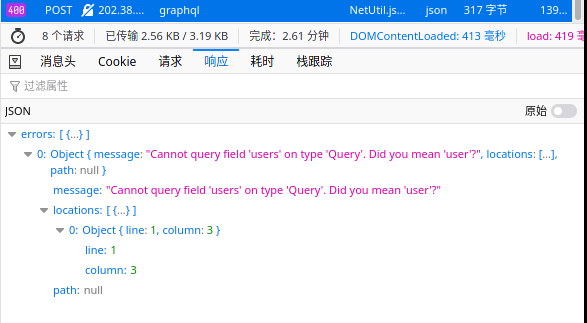 400 POST 202.38.... graphql NetUtil.js... json 317 字节 139...
8 个请求 已传输 2.56 KB / 3.19 KB 完成：2.61 分钟 DOMContentLoaded: 413 毫秒 load: 419 毫
消息头 Cookie 请求 响应 耗时 栈跟踪
过滤属性
JSON 原始
errors: [ {…} ]
0: Object { message: "Cannot query field 'users' on type 'Query'. Did you mean 'user'?", locations: […],
path: null }
message: "Cannot query field 'users' on type 'Query'. Did you mean 'user'?"
locations: [ {…} ]
0: Object { line: 1, column: 3 }
line: 1
column: 3
path: null